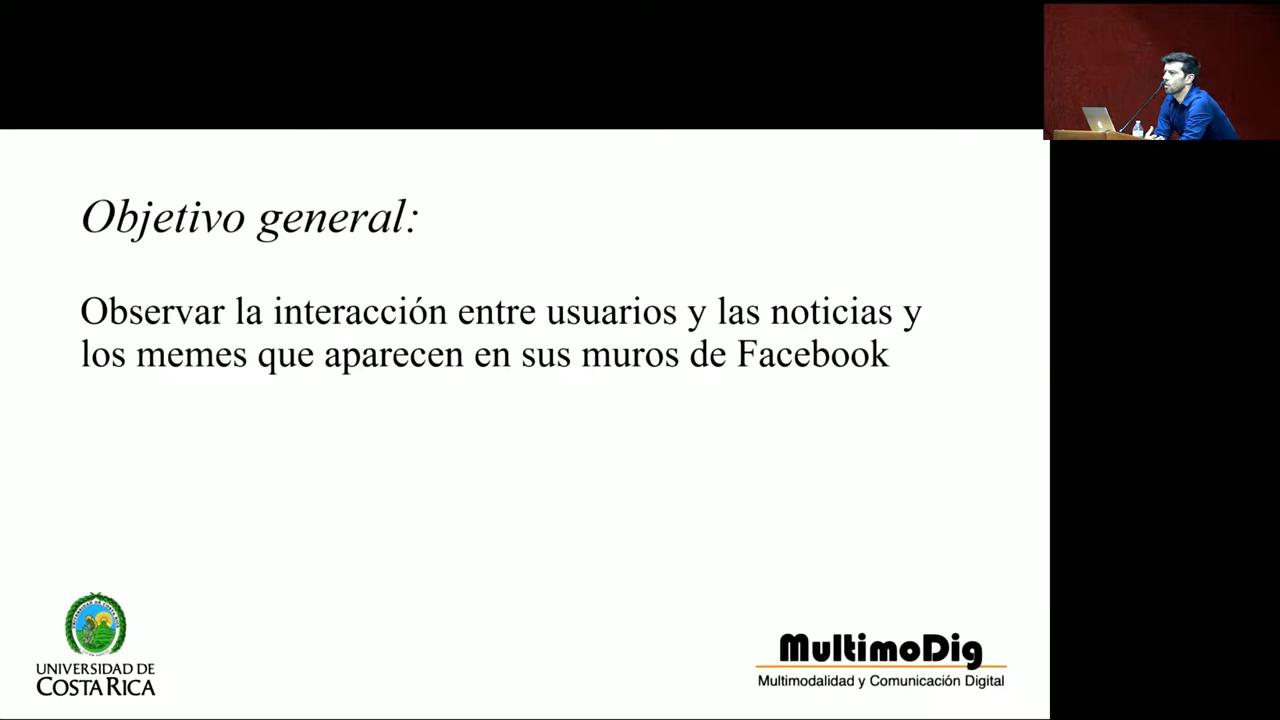 Objetivo general:
Observar la interacción entre usuarios y las noticias y
los memes que aparecen en sus muros de Facebook
UNIVERSIDAD DE
COSTA RICA
MultimoDig
Multimodalidad y Comunicación Digital